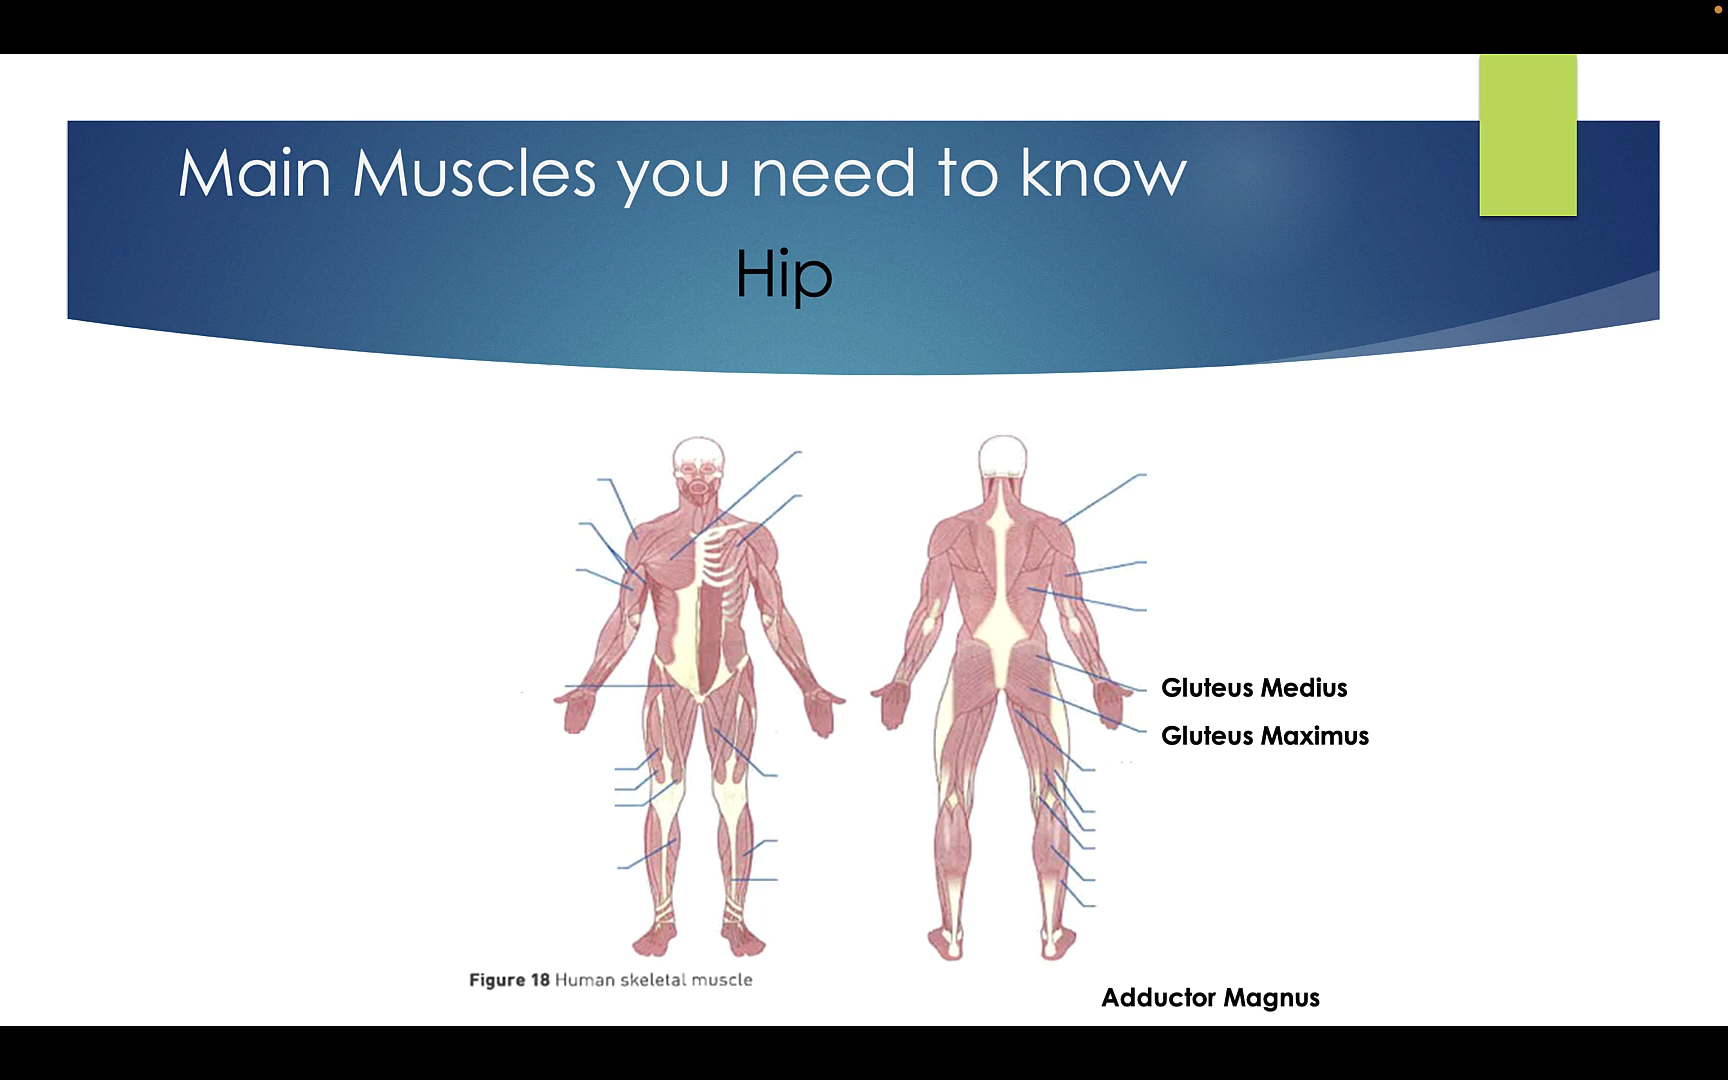 Main Muscles you need to know
Hip
Gluteus Medius
Gluteus Maximus
Figure 18 Human skeletal muscle
Adductor Magnus